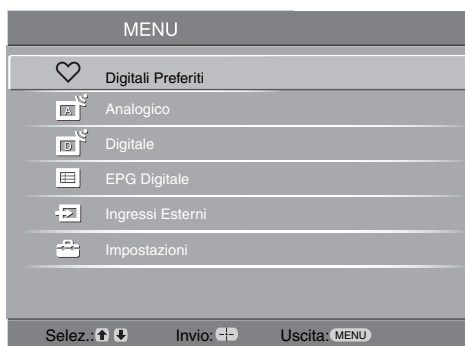 MENU
Digitali Preferiti
A Analogico
D Digitale
EPG Digitale
Ingressi Esterni
Impostazioni
Selez.: Invio: Uscita: MENU